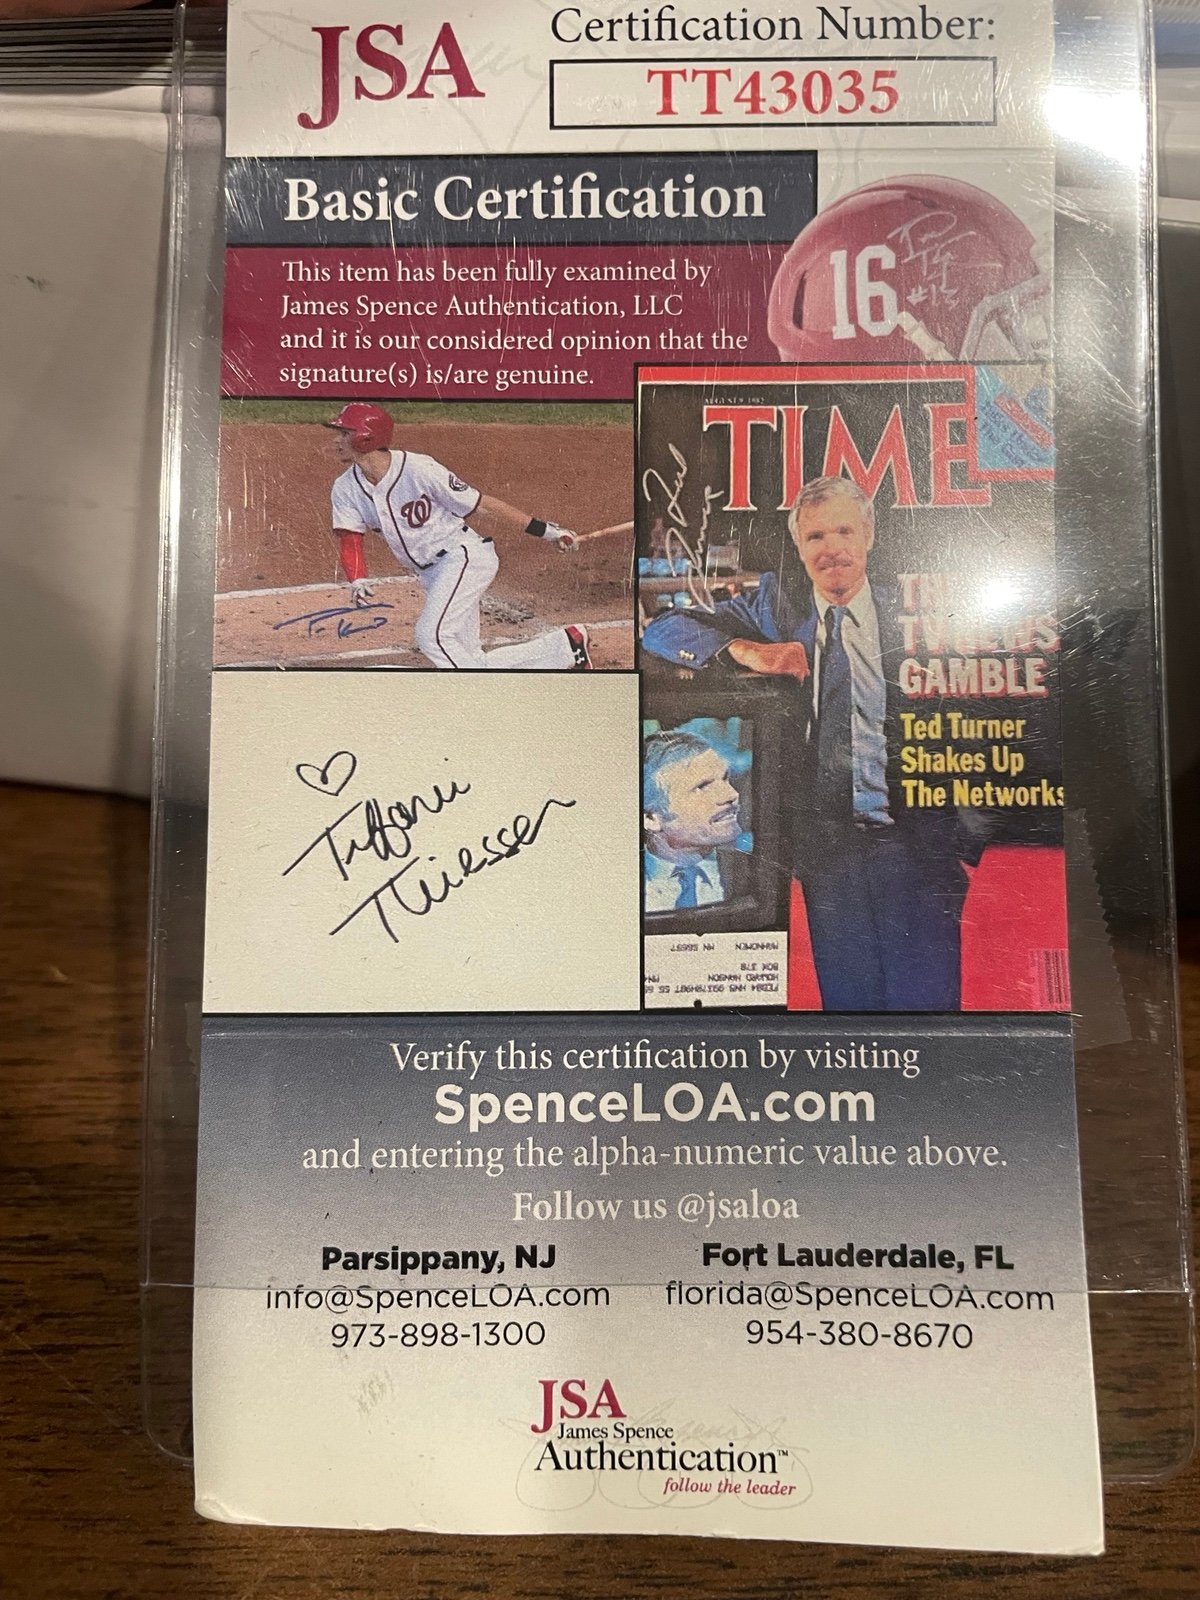 JSA
Certification Number:
TT43035
Basic Certification
This item has been fully examined by
James Spence Authentication, LLC
and it is our considered opinion that the
signature(s) is/are genuine.
16
#15
W
TIME
GAMBLE
Ted Turner
Shakes Up
The Networks
Tiffani
Thiessen
Verify this certification by visiting
SpenceLOA.com
and entering the alpha-numeric value above.
Follow us @jsaloa
Parsippany, NJ
info@SpenceLOA.com
973-898-1300
Fort Lauderdale, FL
florida@SpenceLOA.com
954-380-8670
JSA
James Spence
Authentication™
follow the leader